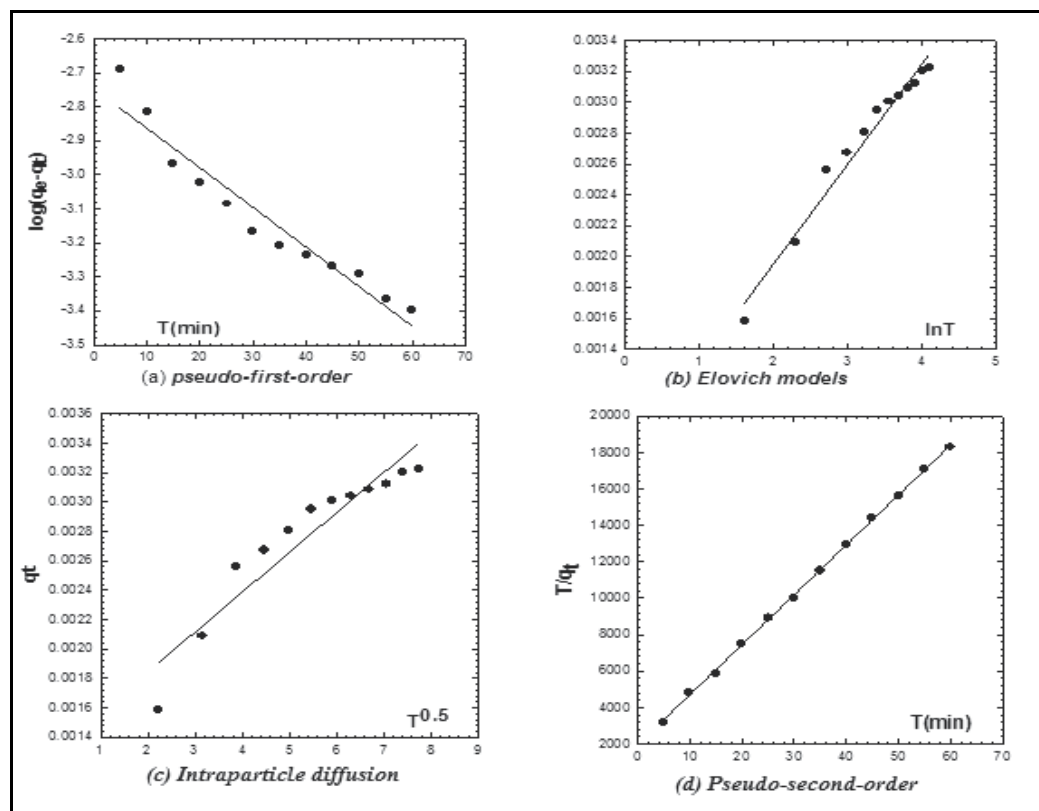 -2.6
-2.7
-2.8
-2.9
-3.0
-3.1
-3.2
-3.3
-3.4
-3.5
log(qe-qt)
T(min)
0 10 20 30 40 50 60 70
(a) pseudo-first-order
0.0034
0.0032
0.0030
0.0028
0.0026
0.0024
0.0022
0.0020
0.0018
0.0016
0.0014
lnT
0 1 2 3 4 5
(b) Elovich models
0.0036
0.0034
0.0032
0.0030
0.0028
0.0026
0.0024
0.0022
0.0020
0.0018
0.0016
0.0014
qt
T0.5
1 2 3 4 5 6 7 8 9
(c) Intraparticle diffusion
20000
18000
16000
14000
12000
10000
8000
6000
4000
2000
T/qt
T(min)
0 10 20 30 40 50 60 70
(d) Pseudo-second-order